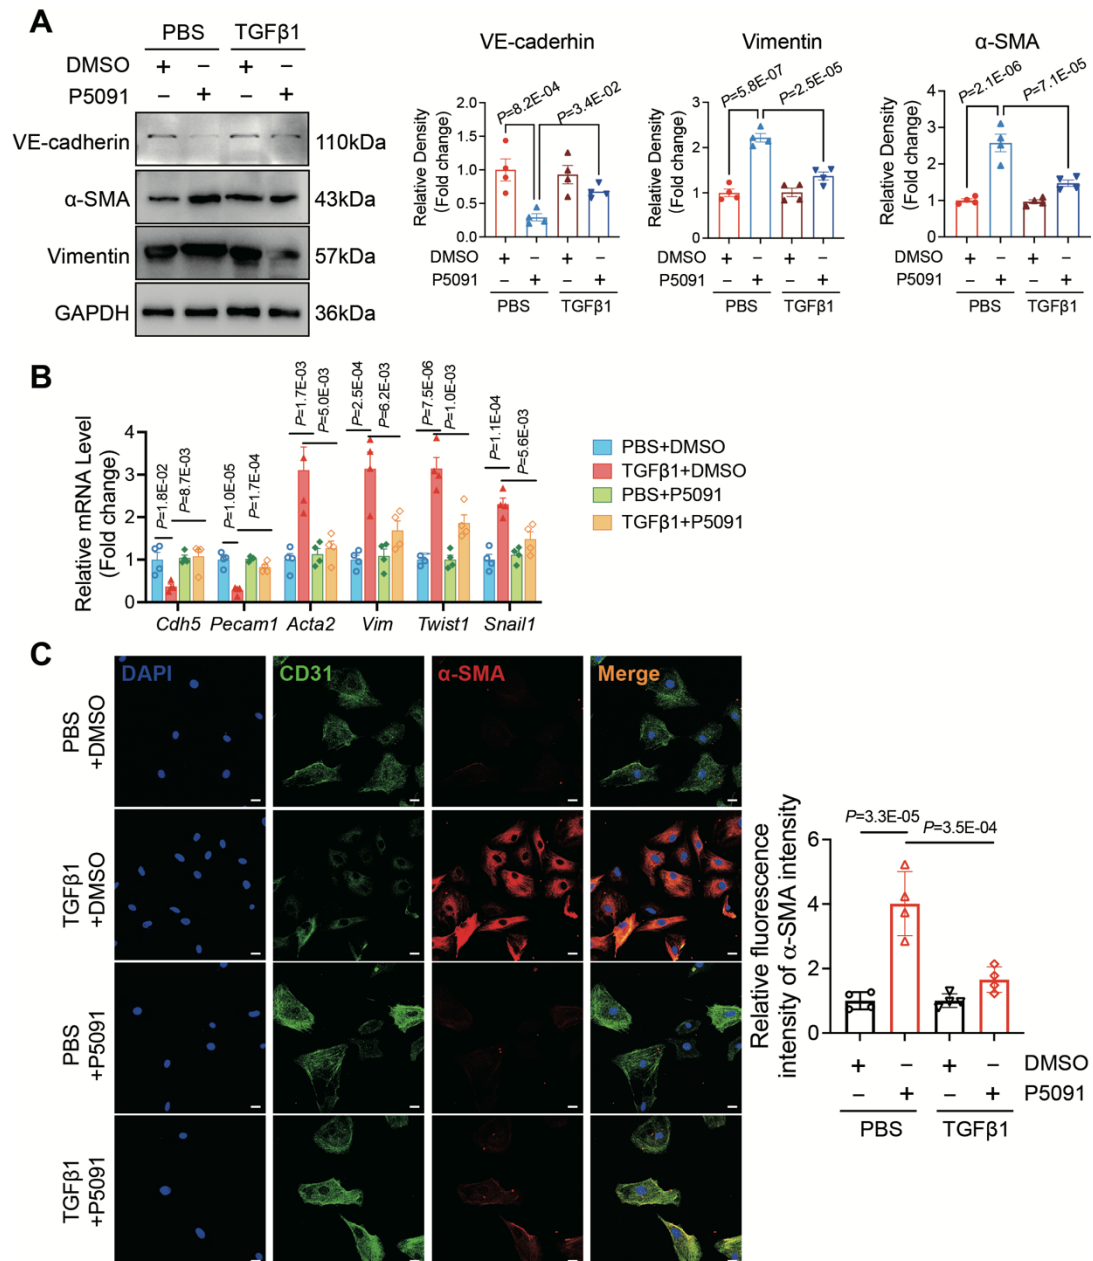 A
PBS TGFβ1
DMSO + – + –
P5091 – + – +
VE-cadherin 110kDa
α-SMA 43kDa
Vimentin 57kDa
GAPDH 36kDa
VE-caderhin
P=8.2E-04 P=3.4E-02
Relative Density
(Fold change)
2.0
1.5
1.0
0.5
0.0
DMSO + – + –
P5091 – + – +
PBS TGFβ1
Vimentin
P=5.8E-07 P=2.5E-05
Relative Density
(Fold change)
3
2
1
0
DMSO + – + –
P5091 – + – +
PBS TGFβ1
α-SMA
P=2.1E-06 P=7.1E-05
Relative Density
(Fold change)
4
3
2
1
0
DMSO + – + –
P5091 – + – +
PBS TGFβ1
B
Relative mRNA Level
(Fold change)
4
3
2
1
0
P=1.8E-02
P=8.7E-03
P=1.0E-05
P=1.7E-04
P=1.7E-03
P=5.0E-03
P=2.5E-04
P=6.2E-03
P=7.5E-06
P=1.0E-03
P=1.1E-04
P=5.6E-03
Cdh5 Pecam1 Acta2 Vim Twist1 Snail1
PBS+DMSO
TGFβ1+DMSO
PBS+P5091
TGFβ1+P5091
C
DAPI CD31 α-SMA Merge
PBS
+DMSO
TGFβ1
+DMSO
PBS
+P5091
TGFβ1
+P5091
Relative fluorescence
intensity of α-SMA intensity
P=3.3E-05
P=3.5E-04
6
4
2
0
+ – + – DMSO
– + – + P5091
PBS TGFβ1